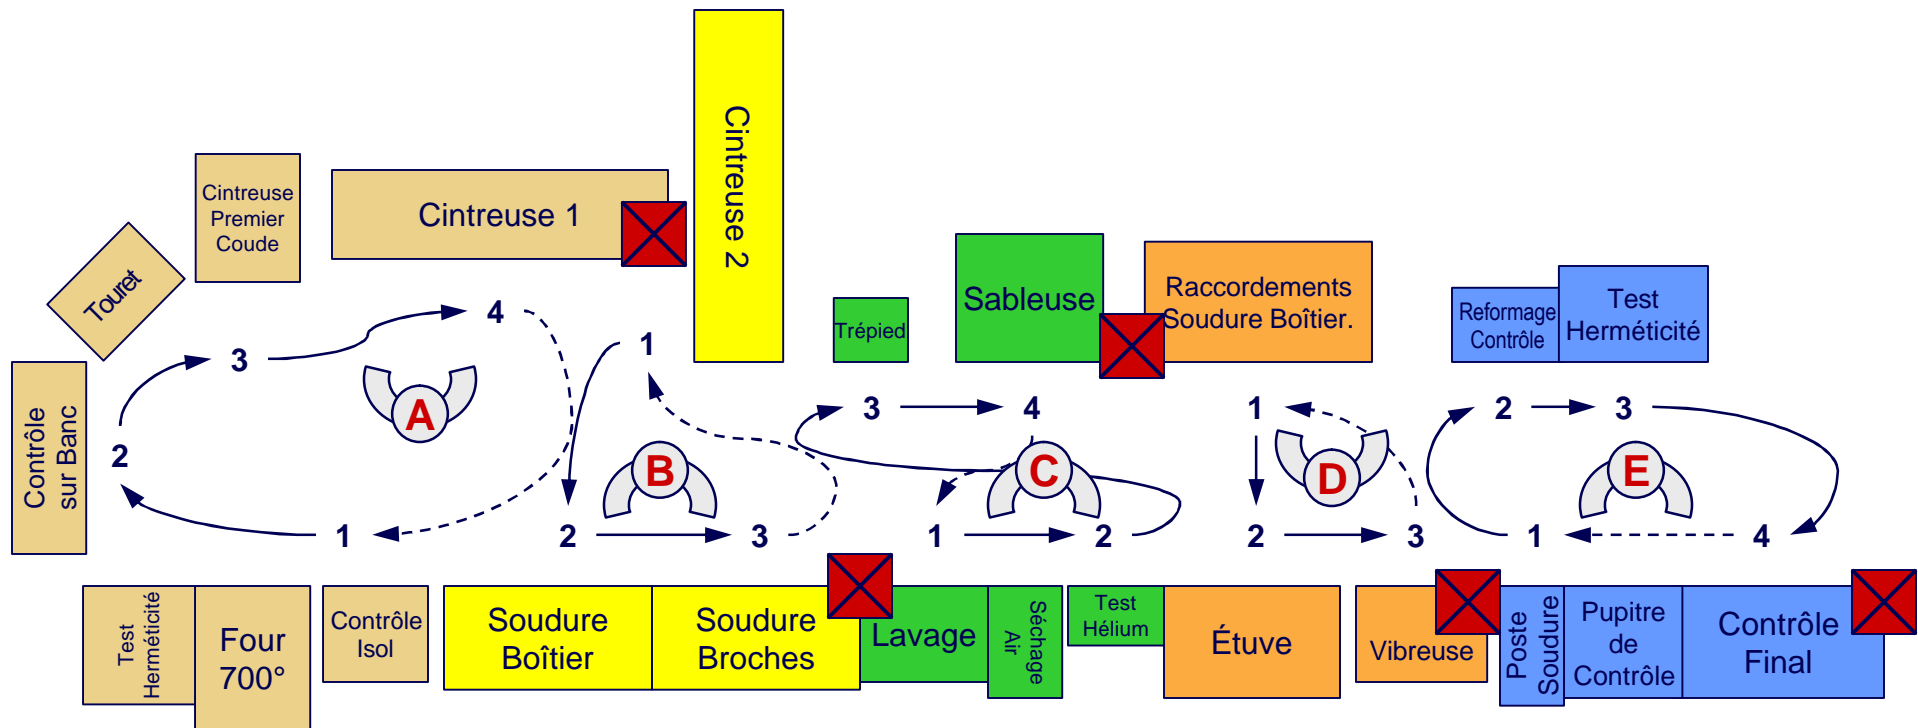 Cintreuse 2
Cintreuse
Premier
Coude
Cintreuse 1
Touret
Sableuse
Raccordements
Soudure Boîtier.
Trépied
Reformage
Contrôle
Test
Herméticité
4
3
1
A
3
4
1
2
3
Contrôle
sur Banc
2
B
C
D
E
1
2
3
1
2
2
3
1
4
Test
Herméticité
Four
700°
Contrôle
Isol
Soudure
Boîtier
Soudure
Broches
Lavage
Séchage
Air
Test
Hélium
Étuve
Vibreuse
Poste
Soudure
Pupitre
de
Contrôle
Contrôle
Final